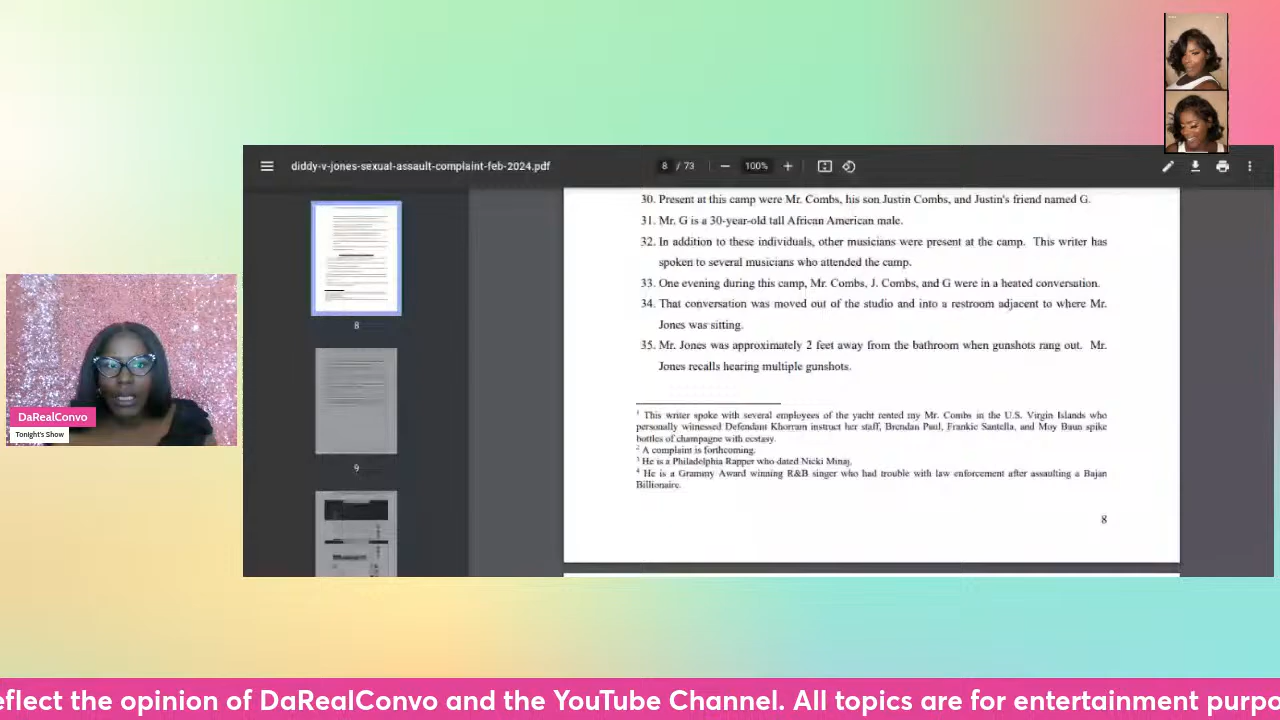 diddy-v-jones-sexual-assault-complaint-feb-2024.pdf
8 / 73
100%
30. Present at this camp were Mr. Combs, his son Justin Combs, and Justin's friend named G.
31. Mr. G is a 30-year-old tall African American male.
32. In addition to these individuals, other musicians were present at the camp. This writer has
spoken to several musicians who attended the camp.
33. One evening during this camp, Mr. Combs, J. Combs, and G were in a heated conversation.
34. That conversation was moved out of the studio and into a restroom adjacent to where Mr.
Jones was sitting.
35. Mr. Jones was approximately 2 feet away from the bathroom when gunshots rang out. Mr.
Jones recalls hearing multiple gunshots.
1 This writer spoke with several employees of the yacht rented my Mr. Combs in the U.S. Virgin Islands who
personally witnessed Defendant Khorram instruct her staff, Brendan Paul, Frankie Santella, and Moy Baun spike
bottles of champagne with ecstasy.
2 A complaint is forthcoming.
3 He is a Philadelphia Rapper who dated Nicki Minaj.
4 He is a Grammy Award winning R&B singer who had trouble with law enforcement after assaulting a Bajan
Billionaire.
8
8
9
DaRealConvo
Tonight's Show
eflect the opinion of DaRealConvo and the YouTube Channel. All topics are for entertainment purpo